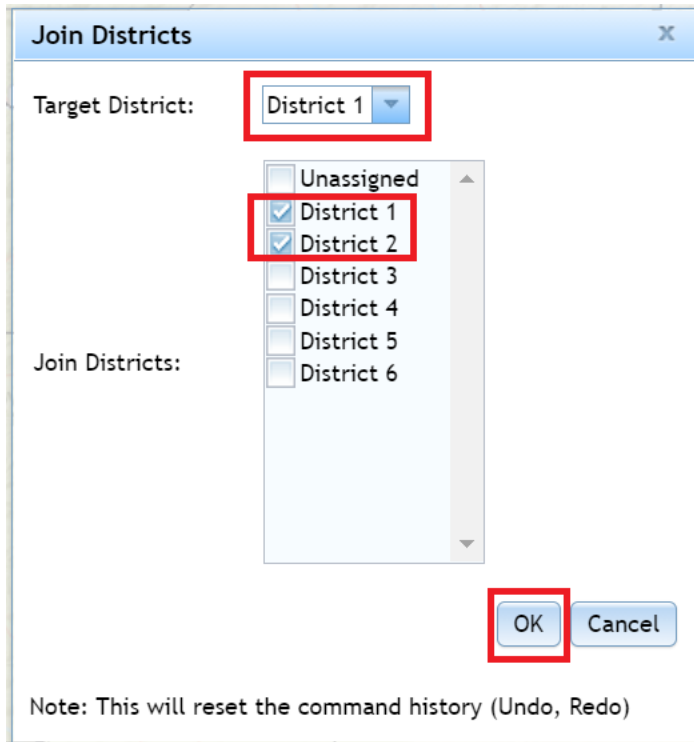 Join Districts x
Target District: District 1
Unassigned
District 1
District 2
District 3
District 4
District 5
Join Districts:
District 6
OK Cancel
Note: This will reset the command history (Undo, Redo)